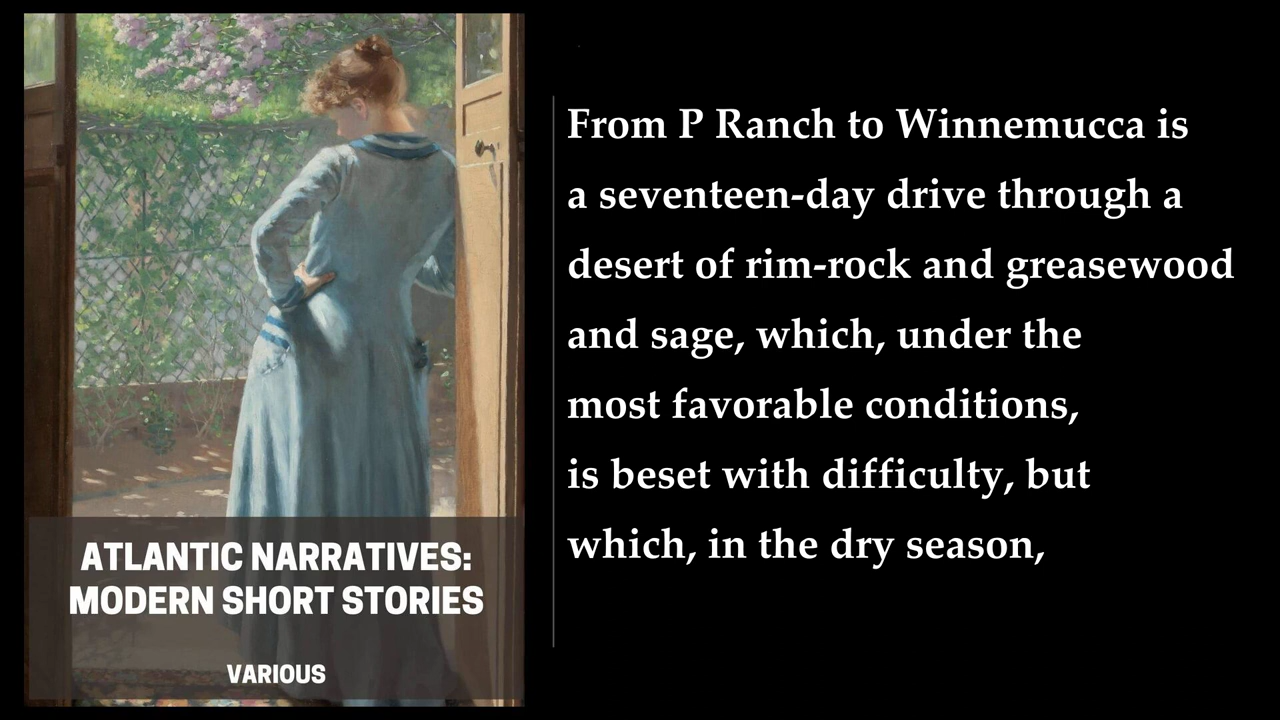 From P Ranch to Winnemucca is
a seventeen-day drive through a
desert of rim-rock and greasewood
and sage, which, under the
most favorable conditions,
is beset with difficulty, but
which, in the dry season,
ATLANTIC NARRATIVES:
MODERN SHORT STORIES
VARIOUS